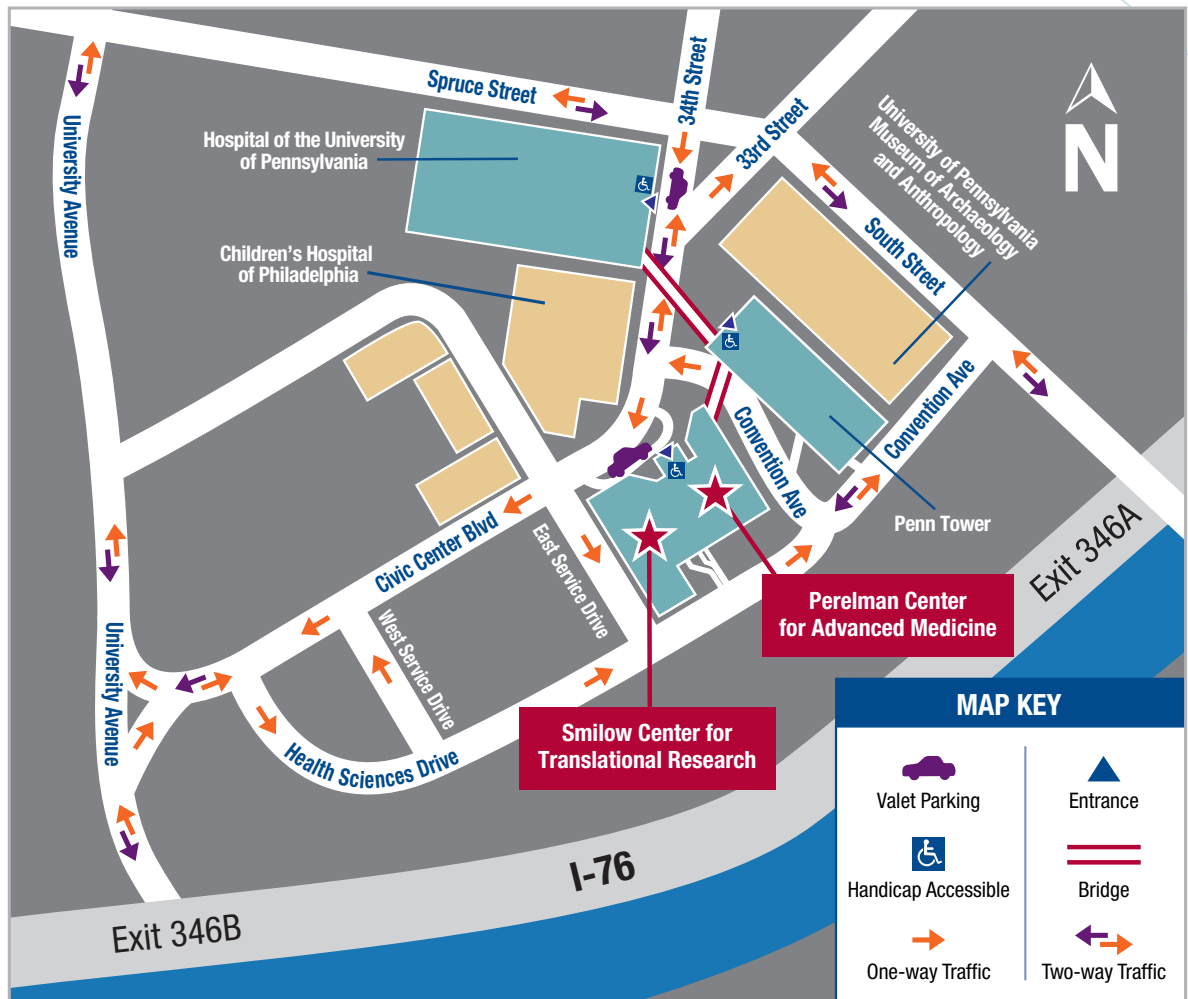 Spruce Street
34th Street
33rd Street
University of Pennsylvania
Museum of Archaeology
and Anthropology
N
University Avenue
Hospital of the University
of Pennsylvania
South Street
Children's Hospital
of Philadelphia
Convention Ave
Convention Ave
Penn Tower
Exit 346A
Civic Center Blvd
East Service Drive
West Service Drive
University Avenue
Health Sciences Drive
Perelman Center
for Advanced Medicine
Smilow Center for
Translational Research
I-76
Exit 346B
MAP KEY
Valet Parking
Entrance
Handicap Accessible
Bridge
One-way Traffic
Two-way Traffic